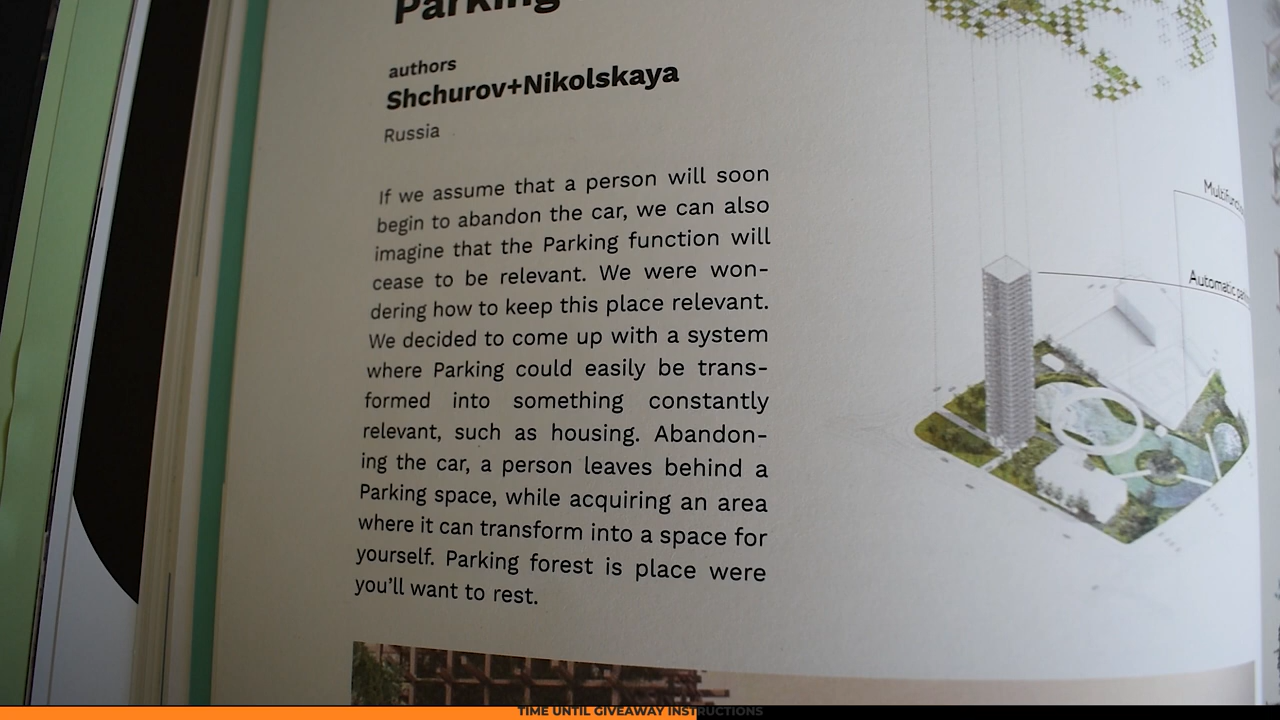 Parking
authors
Shchurov+Nikolskaya
Russia
If we assume that a person will soon
begin to abandon the car, we can also
imagine that the Parking function will
cease to be relevant. We were won-
dering how to keep this place relevant.
We decided to come up with a system
where Parking could easily be trans-
formed into something constantly
relevant, such as housing. Abandon-
ing the car, a person leaves behind a
Parking space, while acquiring an area
where it can transform into a space for
yourself. Parking forest is place were
you'll want to rest.
Automatic
TIME UNTIL GIVEAWAY INSTRUCTIONS